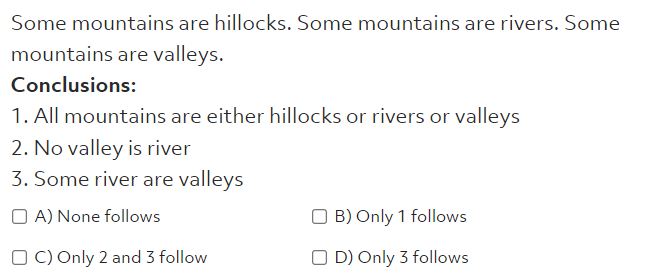 Some mountains are hillocks. Some mountains are rivers. Some
mountains are valleys.
Conclusions:
1. All mountains are either hillocks or rivers or valleys
2. No valley is river
3. Some river are valleys
A) None follows
B) Only 1 follows
C) Only 2 and 3 follow
D) Only 3 follows